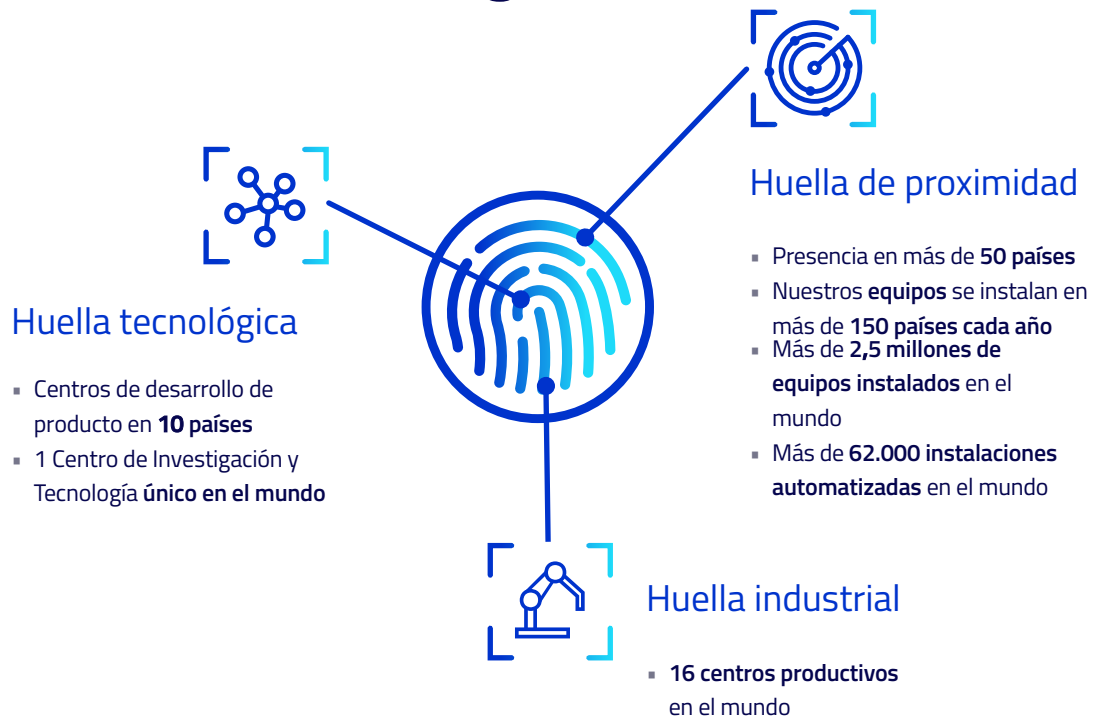 Huella tecnológica
▪ Centros de desarrollo de
producto en 10 países
▪ 1 Centro de Investigación y
Tecnología único en el mundo
Huella de proximidad
▪ Presencia en más de 50 países
▪ Nuestros equipos se instalan en
más de 150 países cada año
▪ Más de 2,5 millones de
equipos instalados en el
mundo
▪ Más de 62.000 instalaciones
automatizadas en el mundo
Huella industrial
▪ 16 centros productivos
en el mundo